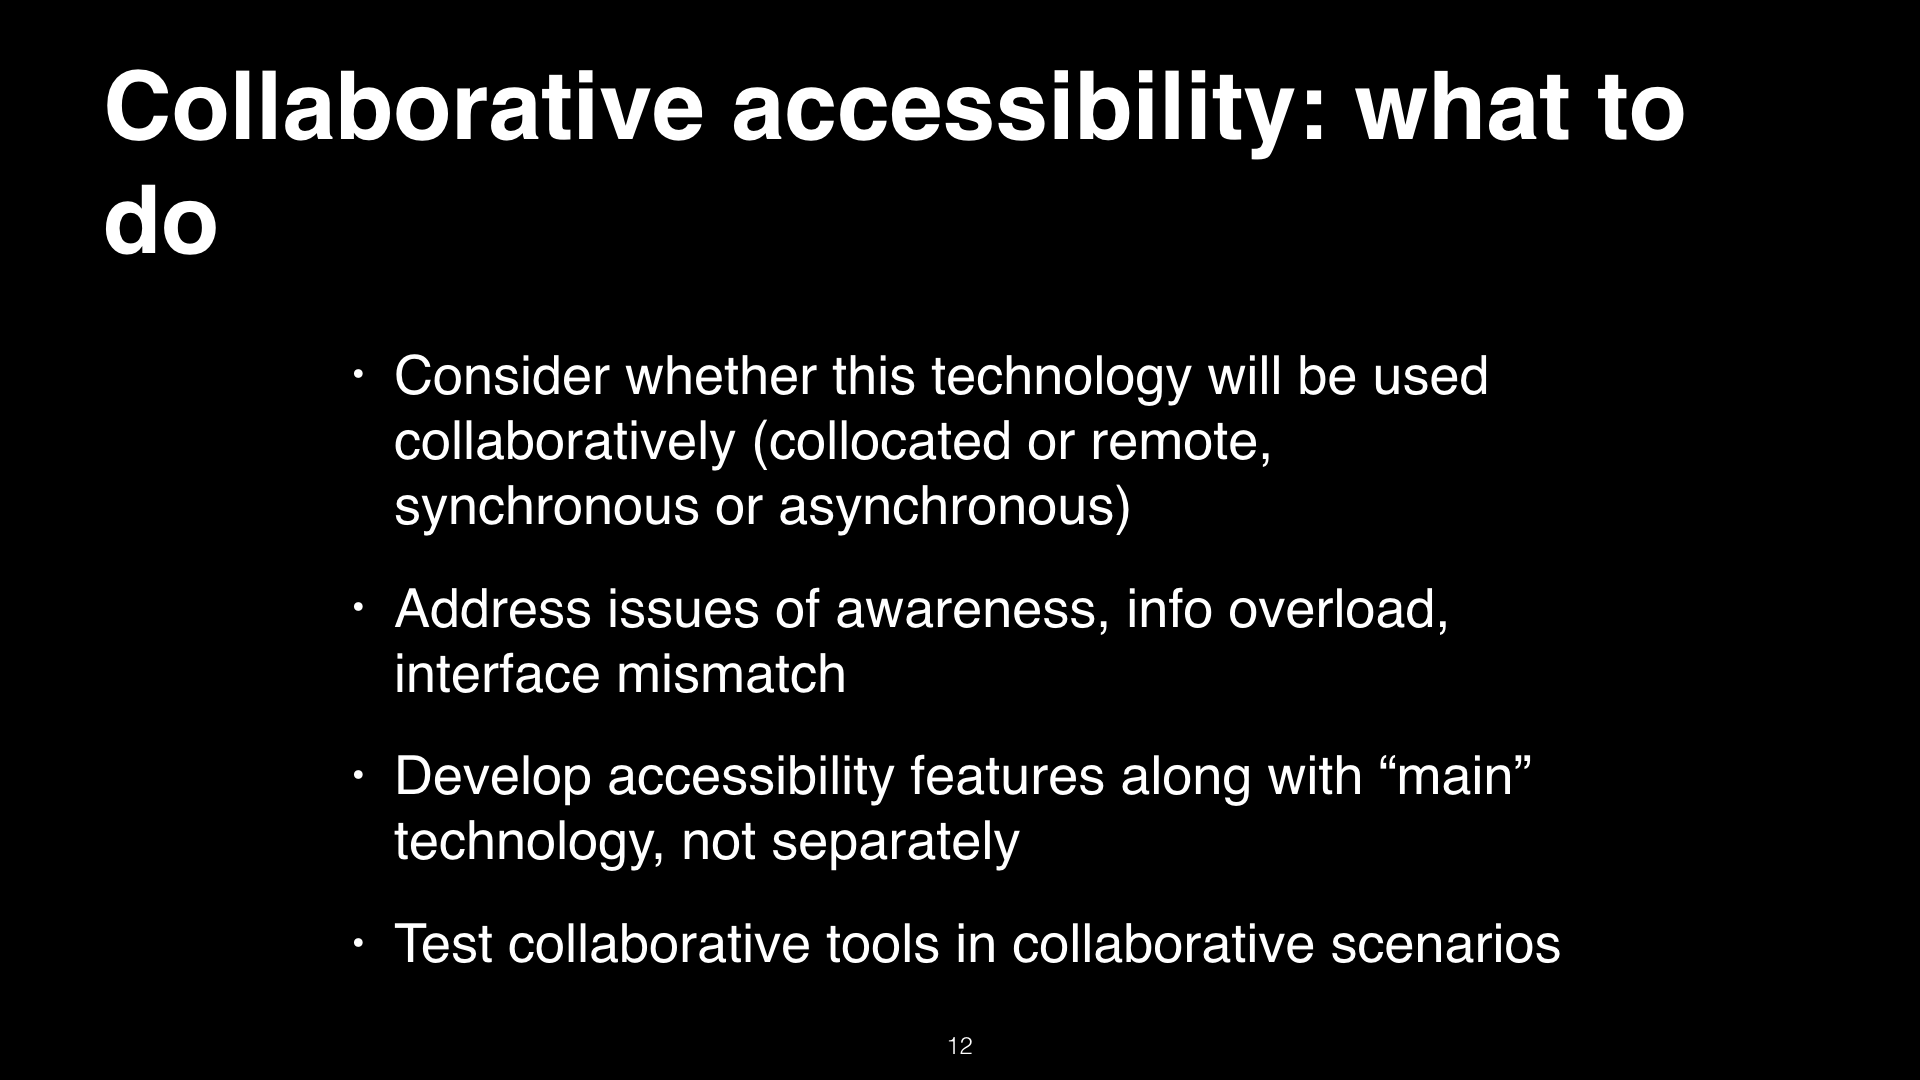 Collaborative accessibility: what to
do
• Consider whether this technology will be used
collaboratively (collocated or remote,
synchronous or asynchronous)
• Address issues of awareness, info overload,
interface mismatch
• Develop accessibility features along with “main”
technology, not separately
• Test collaborative tools in collaborative scenarios
12